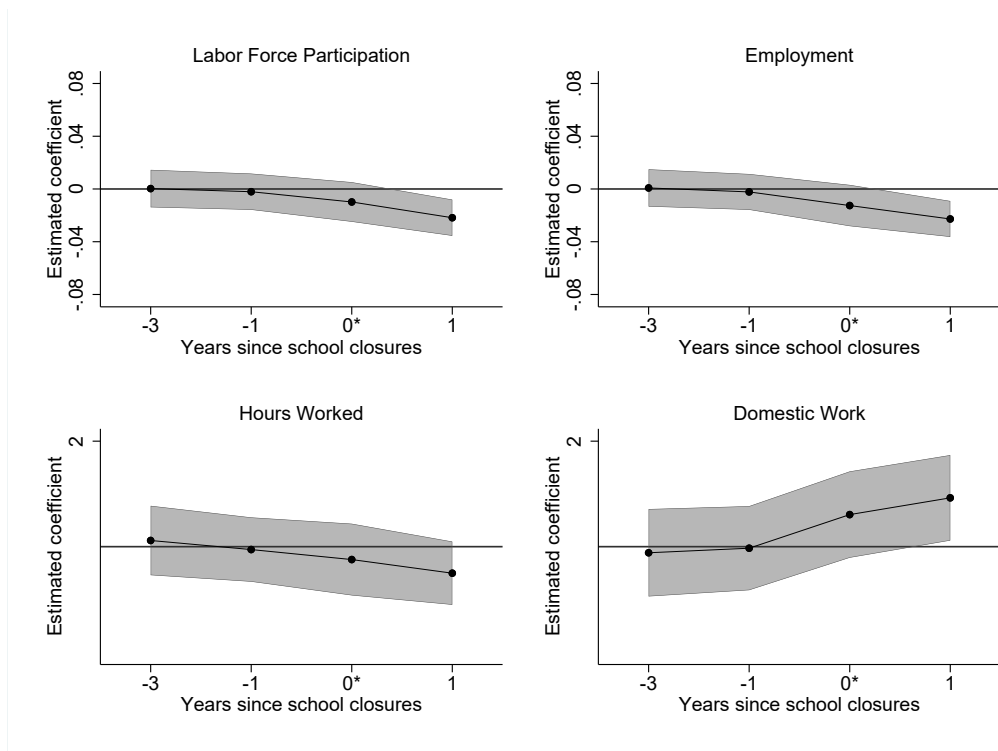 Labor Force Participation
Estimated coefficient
.08
.04
0
-.04
-.08
-3 -1 0* 1
Years since school closures
Employment
Estimated coefficient
.08
.04
0
-.04
-.08
-3 -1 0* 1
Years since school closures
Hours Worked
Estimated coefficient
2
-3 -1 0* 1
Years since school closures
Domestic Work
Estimated coefficient
2
-3 -1 0* 1
Years since school closures